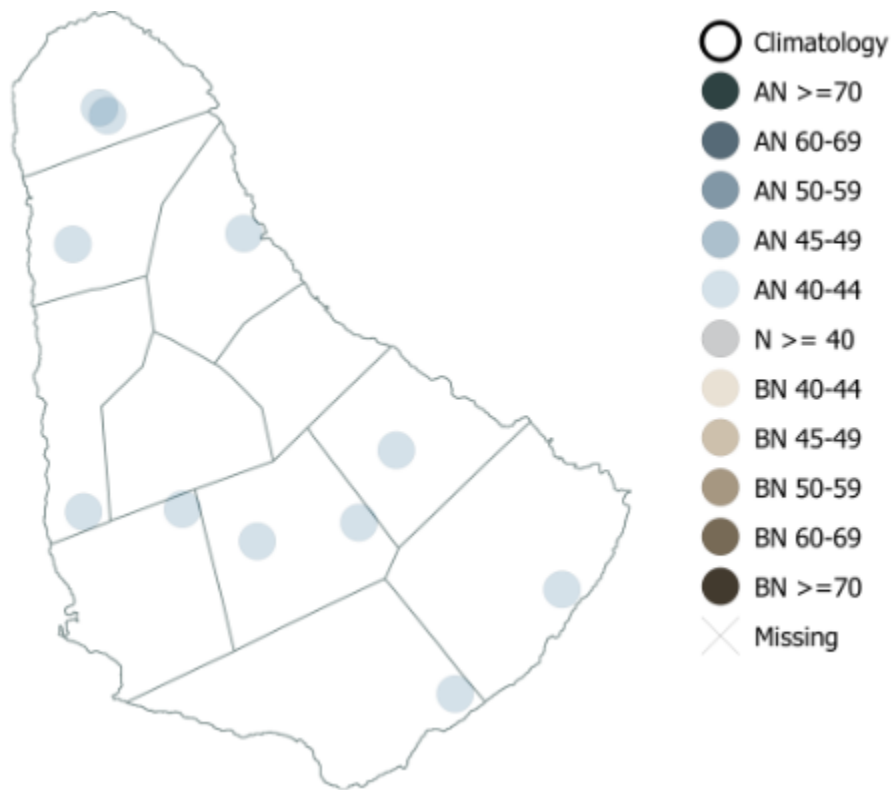 Climatology
AN >=70
AN 60-69
AN 50-59
AN 45-49
AN 40-44
N >= 40
BN 40-44
BN 45-49
BN 50-59
BN 60-69
BN >=70
Missing